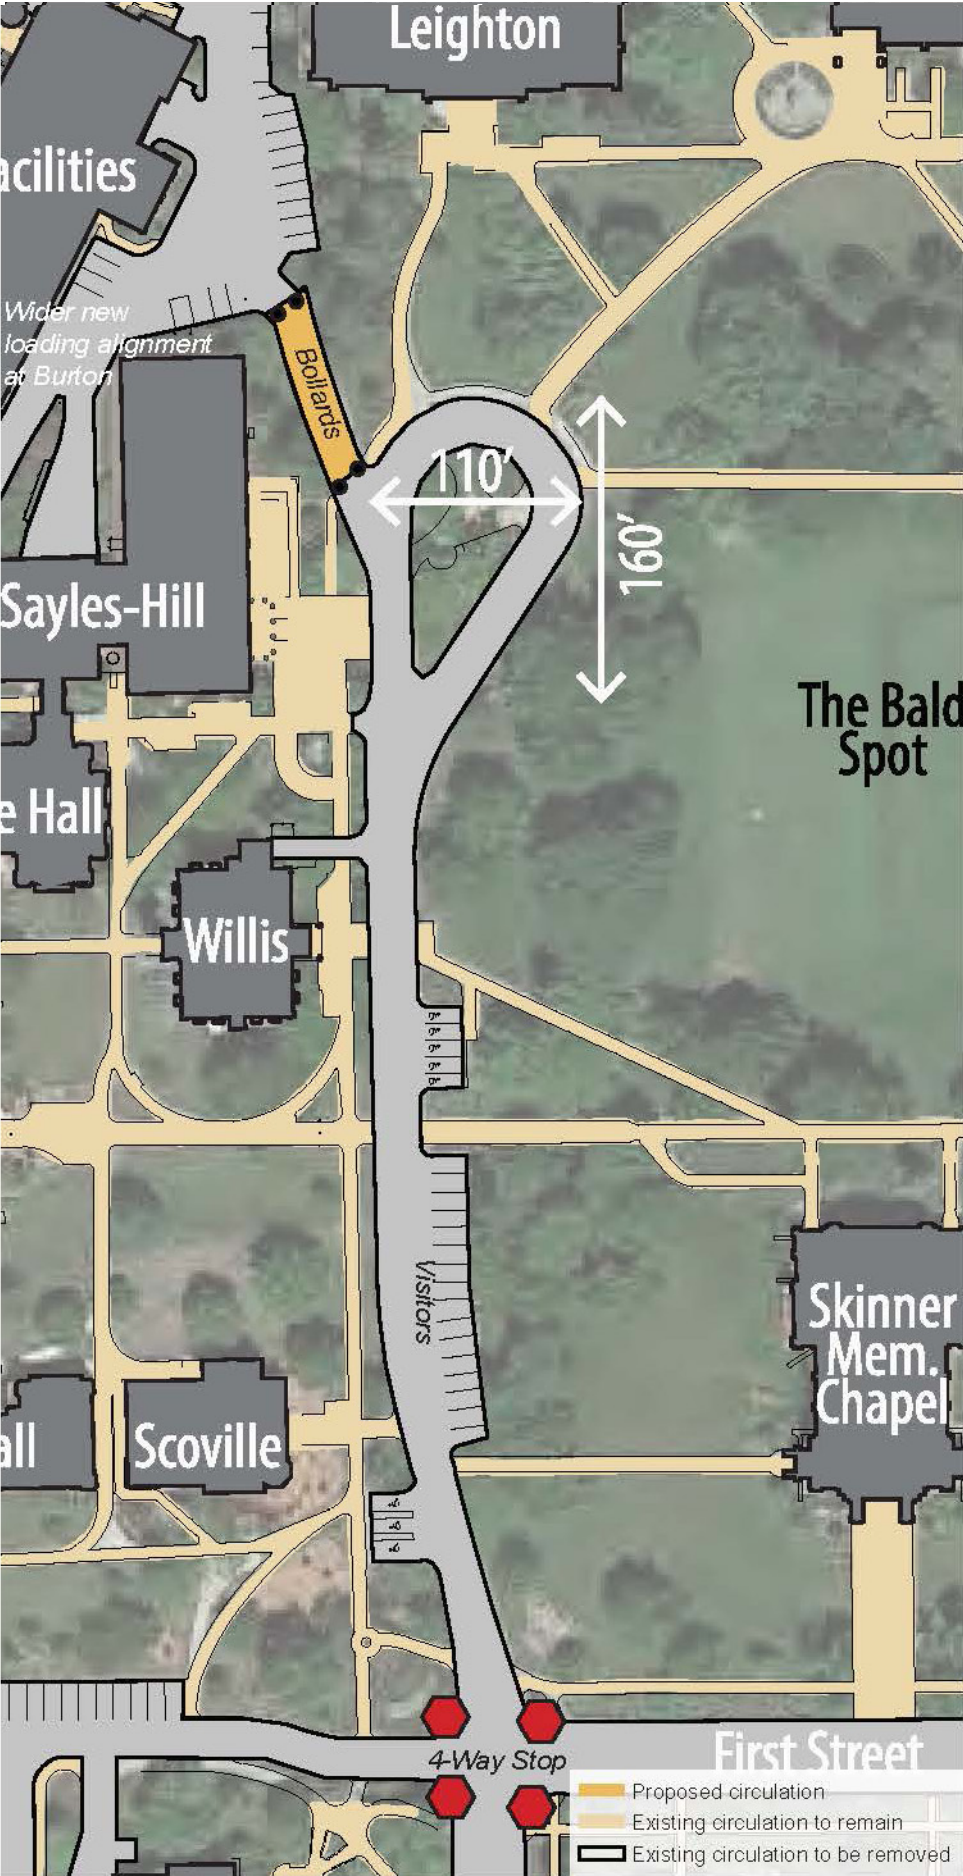 Leighton
acilities
Wider new
loading alignment
at Burton
Bollards
110'
160'
Sayles-Hill
The Bald
Spot
e Hall
Willis
Visitors
Skinner
Mem.
Chapel
all
Scoville
4-Way Stop
First Street
Proposed circulation
Existing circulation to remain
Existing circulation to be removed